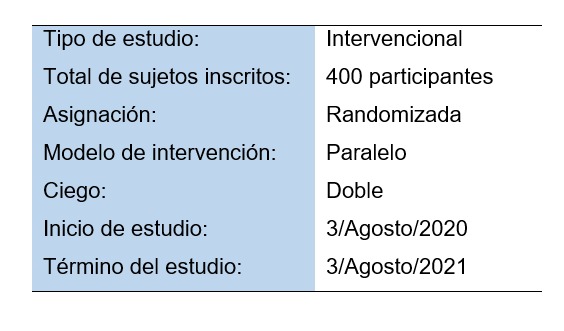 Tipo de estudio: Intervencional
Total de sujetos inscritos: 400 participantes
Asignación: Randomizada
Modelo de intervención: Paralelo
Ciego: Doble
Inicio de estudio: 3/Agosto/2020
Término del estudio: 3/Agosto/2021